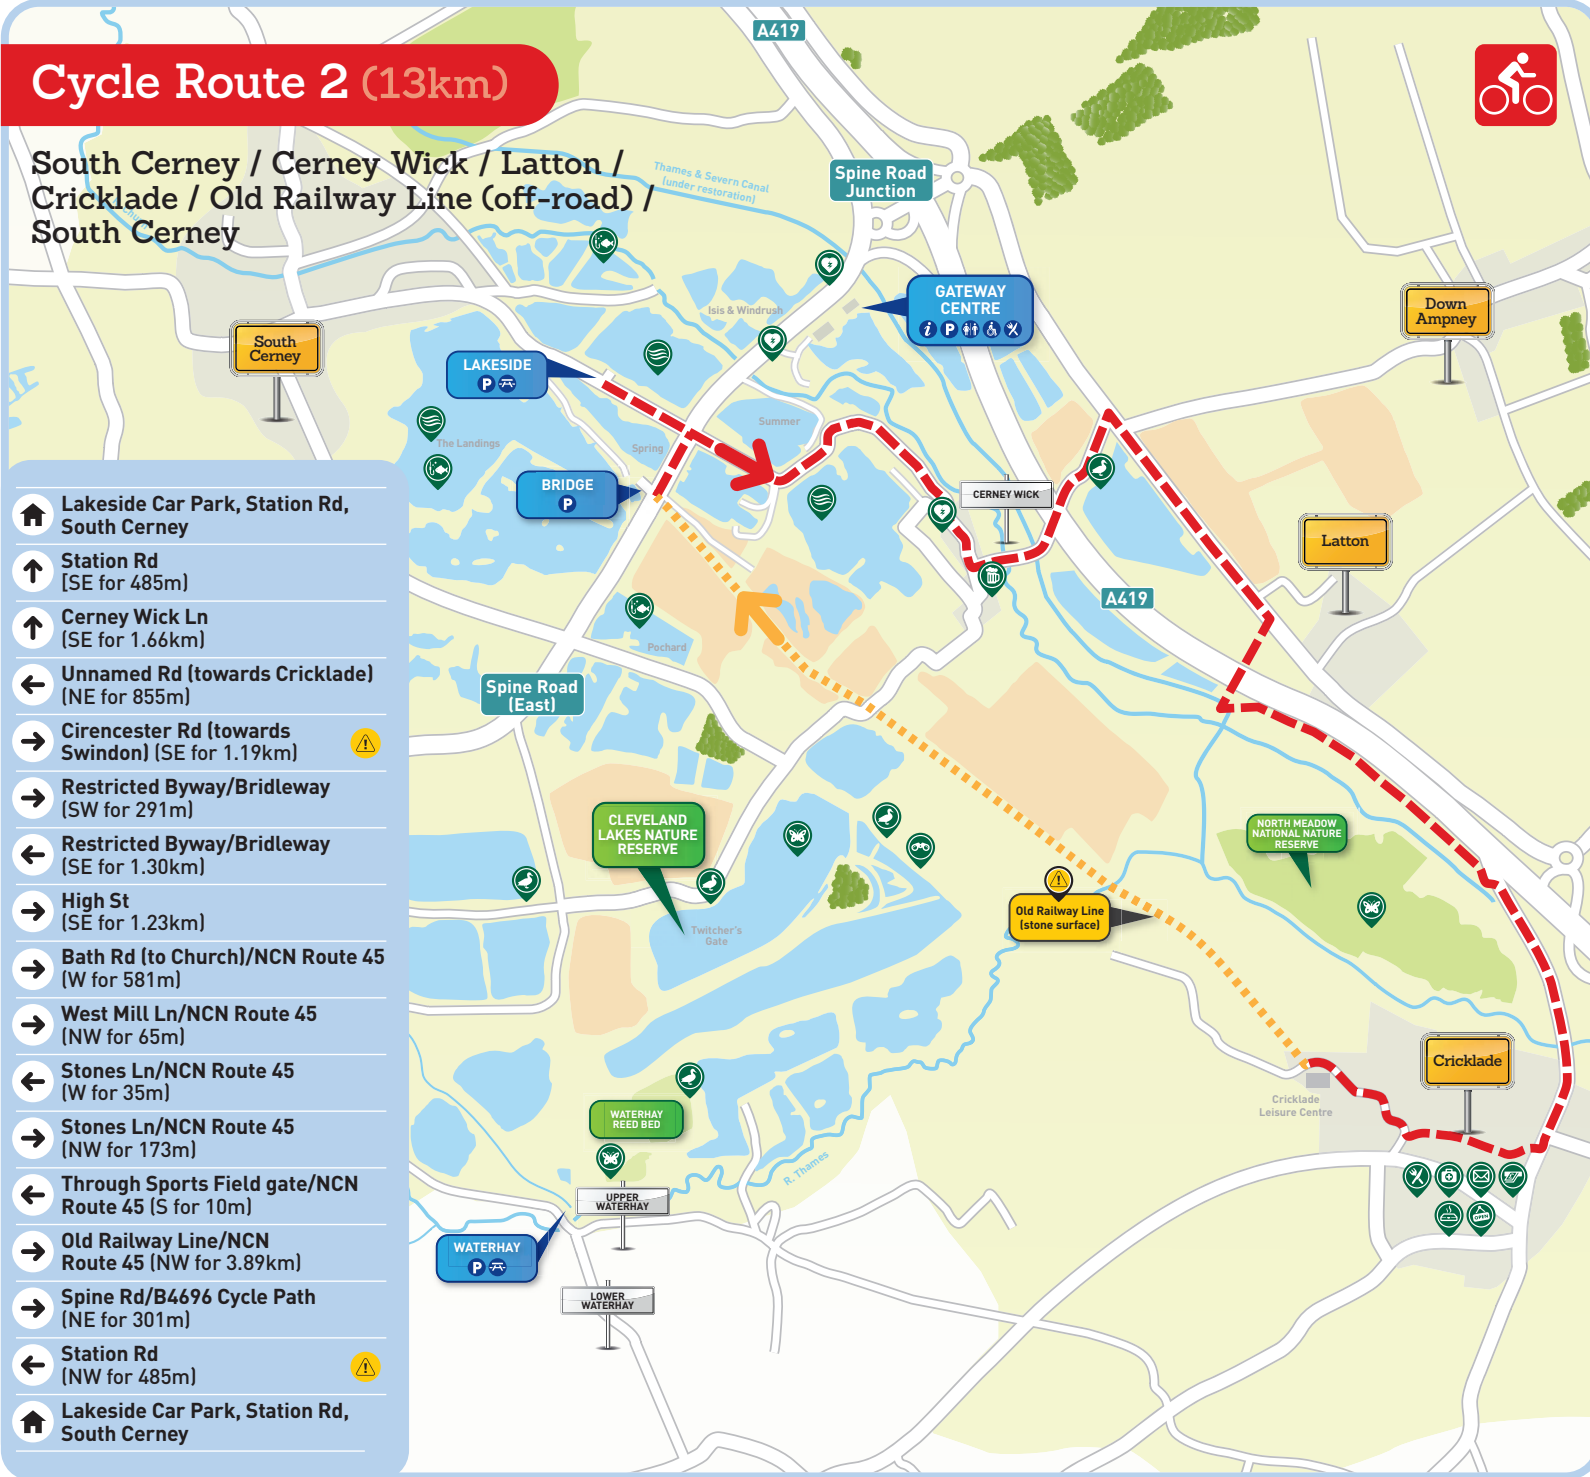 Cycle Route 2 (13km)
South Cerney / Cerney Wick / Latton /
Cricklade / Old Railway Line (off-road) /
South Cerney
A419
Thames & Severn Canal
(under restoration)
Spine Road
Junction
GATEWAY
CENTRE
i P
Isis & Windrush
Down
Ampney
South
Cerney
LAKESIDE
P
Summer
Spring
The Landings
BRIDGE
P
CERNEY WICK
Latton
A419
Pochard
Spine Road
(East)
CLEVELAND
LAKES NATURE
RESERVE
NORTH MEADOW
NATIONAL NATURE
RESERVE
Old Railway Line
(stone surface)
Twitcher's
Gate
Cricklade
Cricklade
Leisure Centre
WATERHAY
REED BED
R. Thames
UPPER
WATERHAY
OPEN
WATERHAY
P
LOWER
WATERHAY
Lakeside Car Park, Station Rd,
South Cerney
Station Rd
[SE for 485m)
Cerney Wick Ln
(SE for 1.66km)
Unnamed Rd (towards Cricklade)
(NE for 855m)
Cirencester Rd (towards
Swindon) (SE for 1.19km)
Restricted Byway/Bridleway
(SW for 291m)
Restricted Byway/Bridleway
(SE for 1.30km)
High St
(SE for 1.23km)
Bath Rd (to Church)/NCN Route 45
(W for 581m)
West Mill Ln/NCN Route 45
(NW for 65m)
Stones Ln/NCN Route 45
(W for 35m)
Stones Ln/NCN Route 45
(NW for 173m)
Through Sports Field gate/NCN
Route 45 (S for 10m)
Old Railway Line/NCN
Route 45 (NW for 3.89km)
Spine Rd/B4696 Cycle Path
(NE for 301m)
Station Rd
(NW for 485m)
Lakeside Car Park, Station Rd,
South Cerney